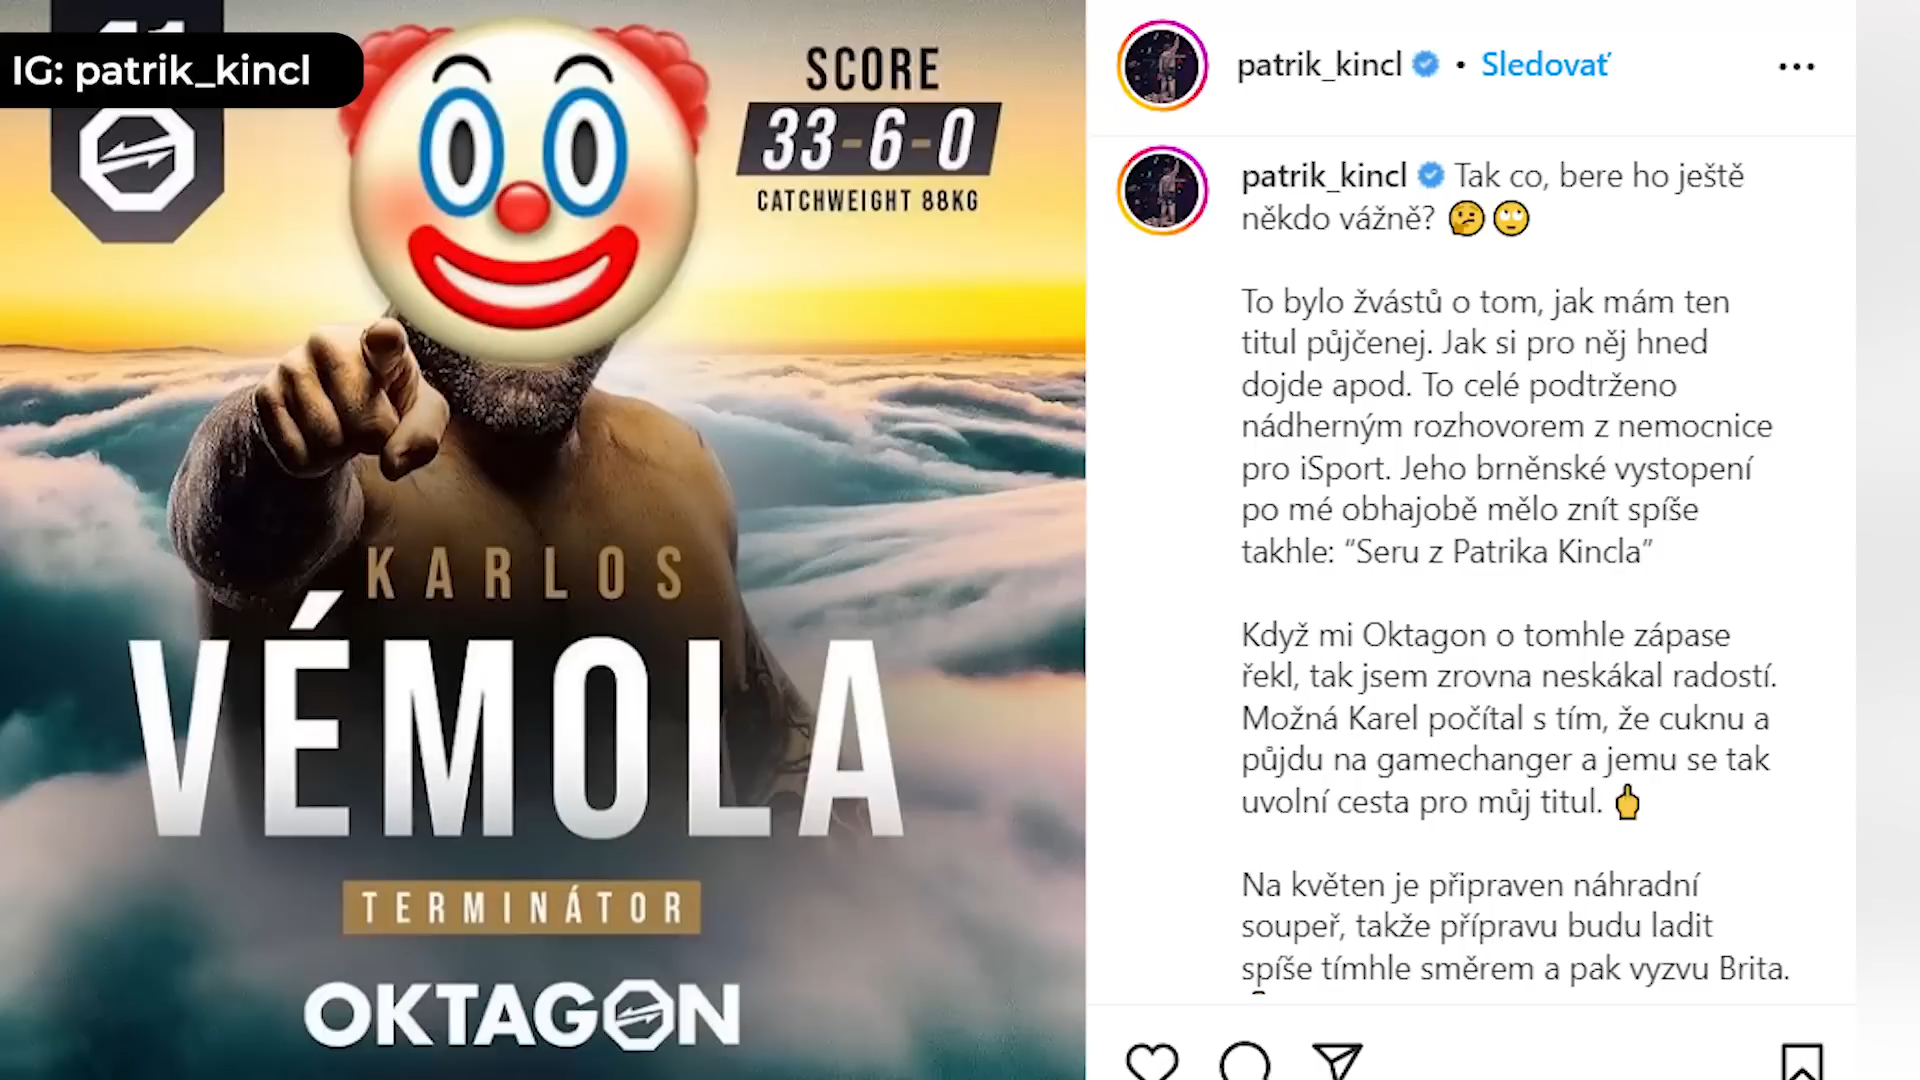 IG: patrik_kincl
SCORE
33-6-0
CATCHWEIGHT 88KG
KARLOS
VÉMOLA
TERMINÁTOR
OKTAGON
patrik_kincl • Sledovať
patrik_kincl Tak co, bere ho ještě
někdo vážně? 🤔🙄
To bylo žvástů o tom, jak mám ten
titul půjčenej. Jak si pro něj hned
dojde apod. To celé podtrženo
nádherným rozhovorem z nemocnice
pro iSport. Jeho brněnské vystopení
po mé obhajobě mělo znít spíše
takhle: “Seru z Patrika Kincla”
Když mi Oktagon o tomhle zápase
řekl, tak jsem zrovna neskákal radostí.
Možná Karel počítal s tím, že cuknu a
půjdu na gamechanger a jemu se tak
uvolní cesta pro můj titul. 🖕
Na květen je připraven náhradní
soupeř, takže přípravu budu ladit
spíše tímhle směrem a pak vyzvu Brita.